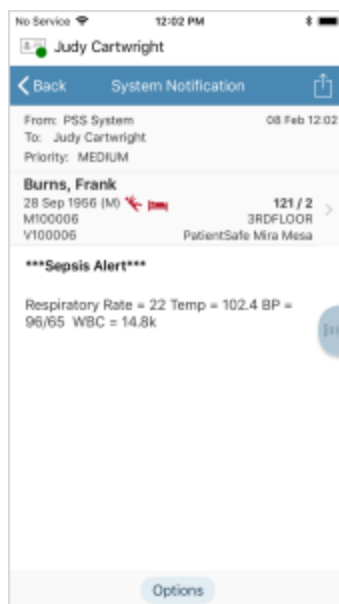 No Service 12:02 PM
Judy Cartwright
Back System Notification
From: PSS System 08 Feb 12:02
To: Judy Cartwright
Priority: MEDIUM
Burns, Frank
28 Sep 1956 (M) 121 / 2
M100006 3RDFLOOR
V100006 PatientSafe Mira Mesa
***Sepsis Alert***
Respiratory Rate = 22 Temp = 102.4 BP =
96/65 WBC = 14.8k
Options